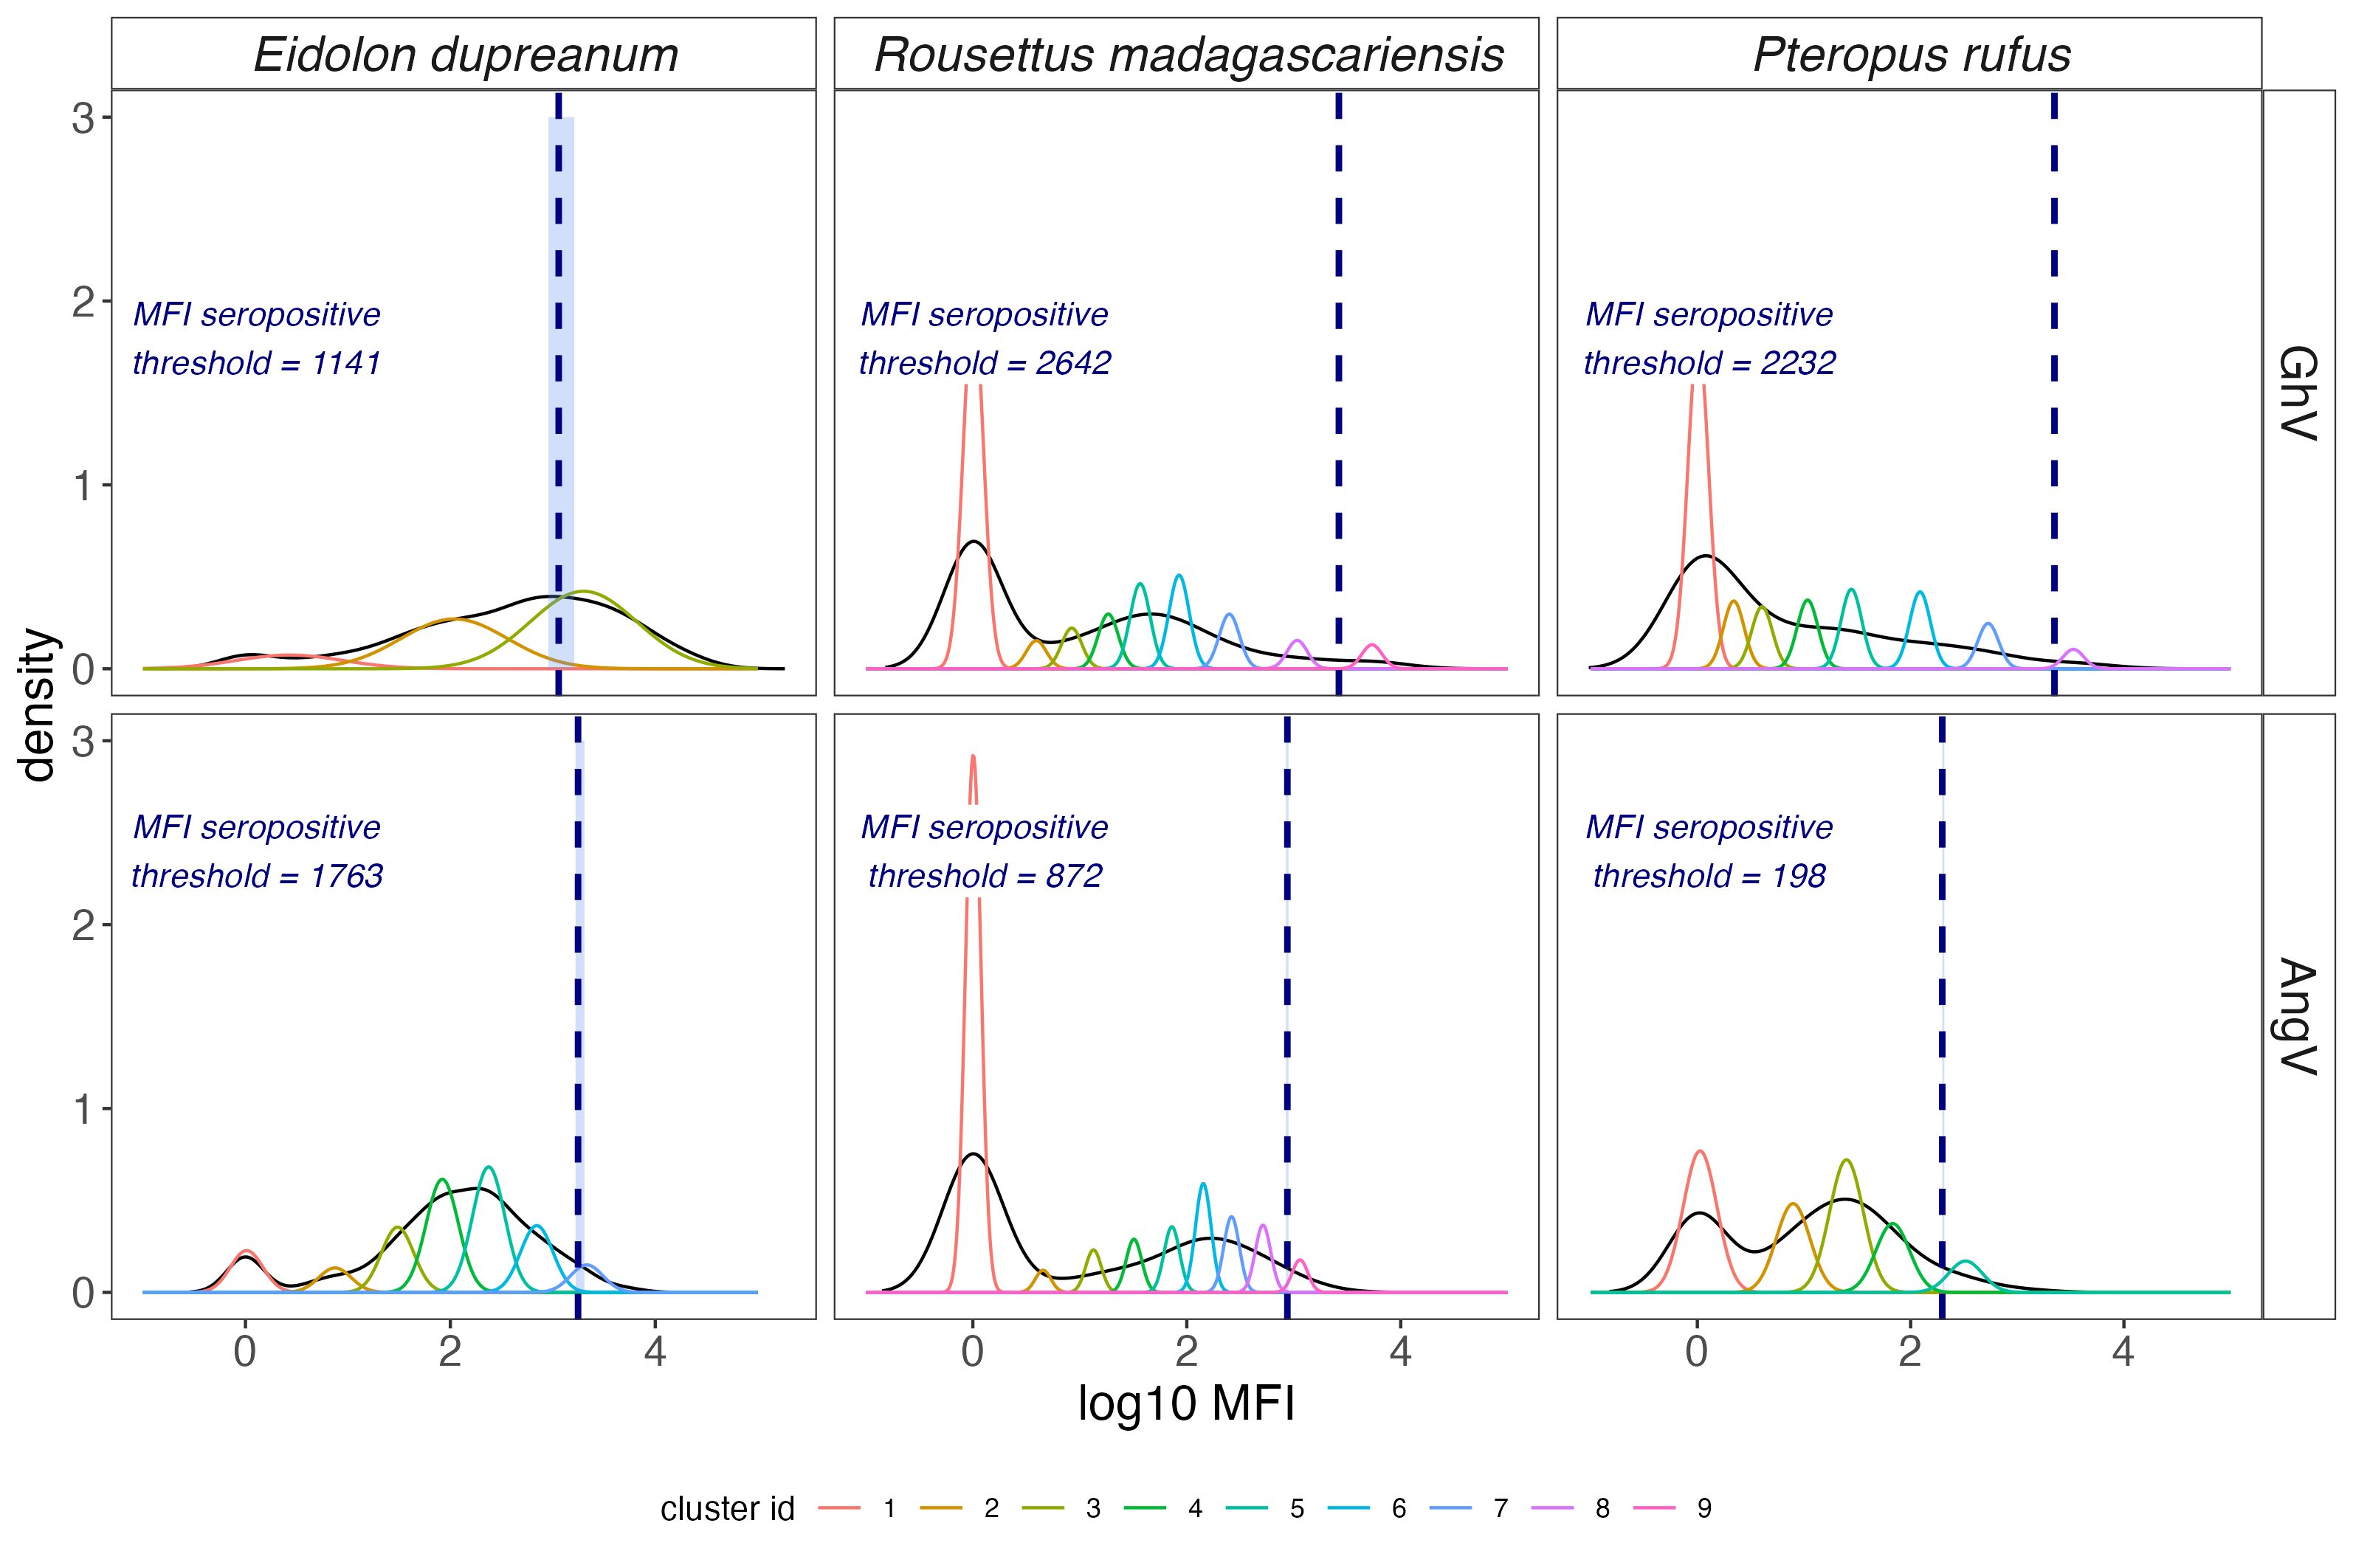 Eidolon dupreanum
Rousettus madagascariensis
Pteropus rufus
density
3
2
1
0
MFI seropositive
threshold = 1141
MFI seropositive
threshold = 2642
MFI seropositive
threshold = 2232
GhV
3
2
1
0
MFI seropositive
threshold = 1763
MFI seropositive
threshold = 872
MFI seropositive
threshold = 198
AngV
0 2 4
0 2 4
0 2 4
log10 MFI
cluster id 1 2 3 4 5 6 7 8 9